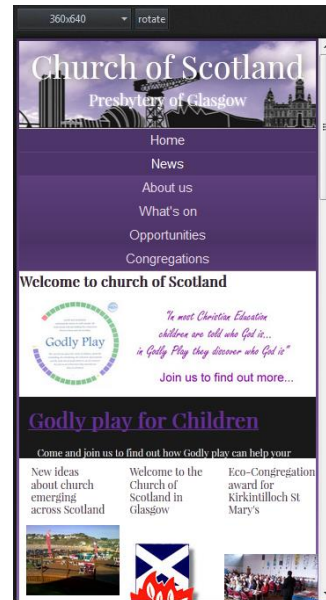 360x640
rotate
Church of Scotland
Presbytery of Glasgow
Home
News
About us
What's on
Opportunities
Congregations
Welcome to church of Scotland
Godly Play
"In most Christian Education
children are told who God is...
in Godly Play they discover who God is"
Join us to find out more...
Godly play for Children
Come and join us to find out how Godly play can help your
New ideas
about church
emerging
across Scotland
Welcome to the
Church of
Scotland in
Glasgow
Eco-Congregation
award for
Kirkintilloch St
Mary's